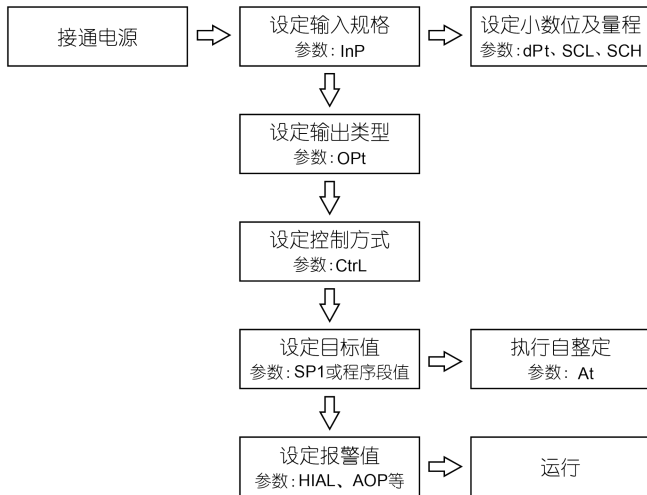 接通电源
设定输入规格
参数: InP
设定小数位及量程
参数: dPt、SCL、SCH
设定输出类型
参数: OPt
设定控制方式
参数: CtrL
设定目标值
参数: SP1或程序段值
执行自整定
参数: At
设定报警值
参数: HIAL、AOP等
运行